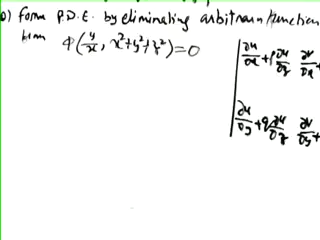 Form P.D.E. by eliminating arbitrary function
from φ(y/x, x²+y²+z²)=0
| ∂u/∂x + p ∂u/∂z ∂v/∂x +
| ∂u/∂y + q ∂u/∂z ∂v/∂y +